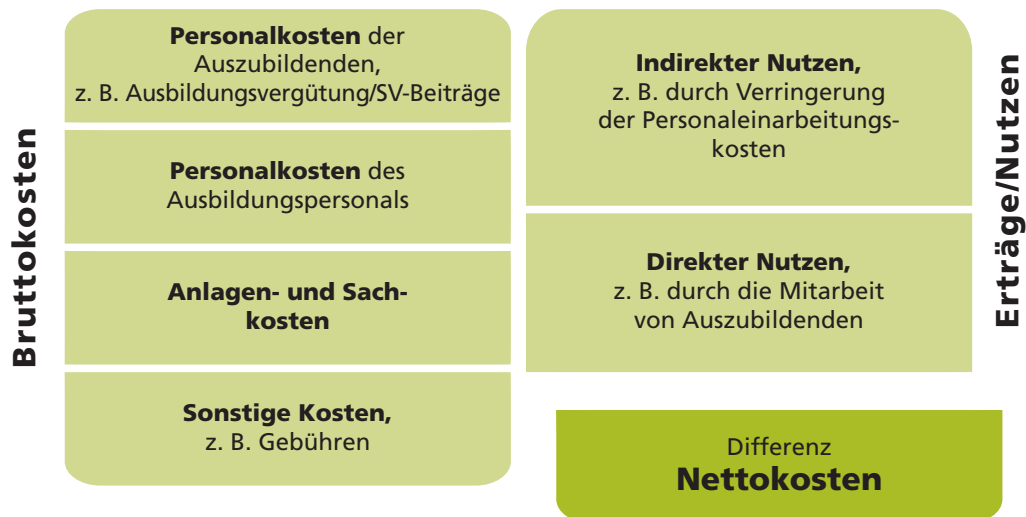 Bruttokosten
Personalkosten der
Auszubildenden,
z. B. Ausbildungsvergütung/SV-Beiträge
Personalkosten des
Ausbildungspersonals
Anlagen- und Sach-
kosten
Sonstige Kosten,
z. B. Gebühren
Indirekter Nutzen,
z. B. durch Verringerung
der Personaleinarbeitungs-
kosten
Direkter Nutzen,
z. B. durch die Mitarbeit
von Auszubildenden
Erträge/Nutzen
Differenz
Nettokosten